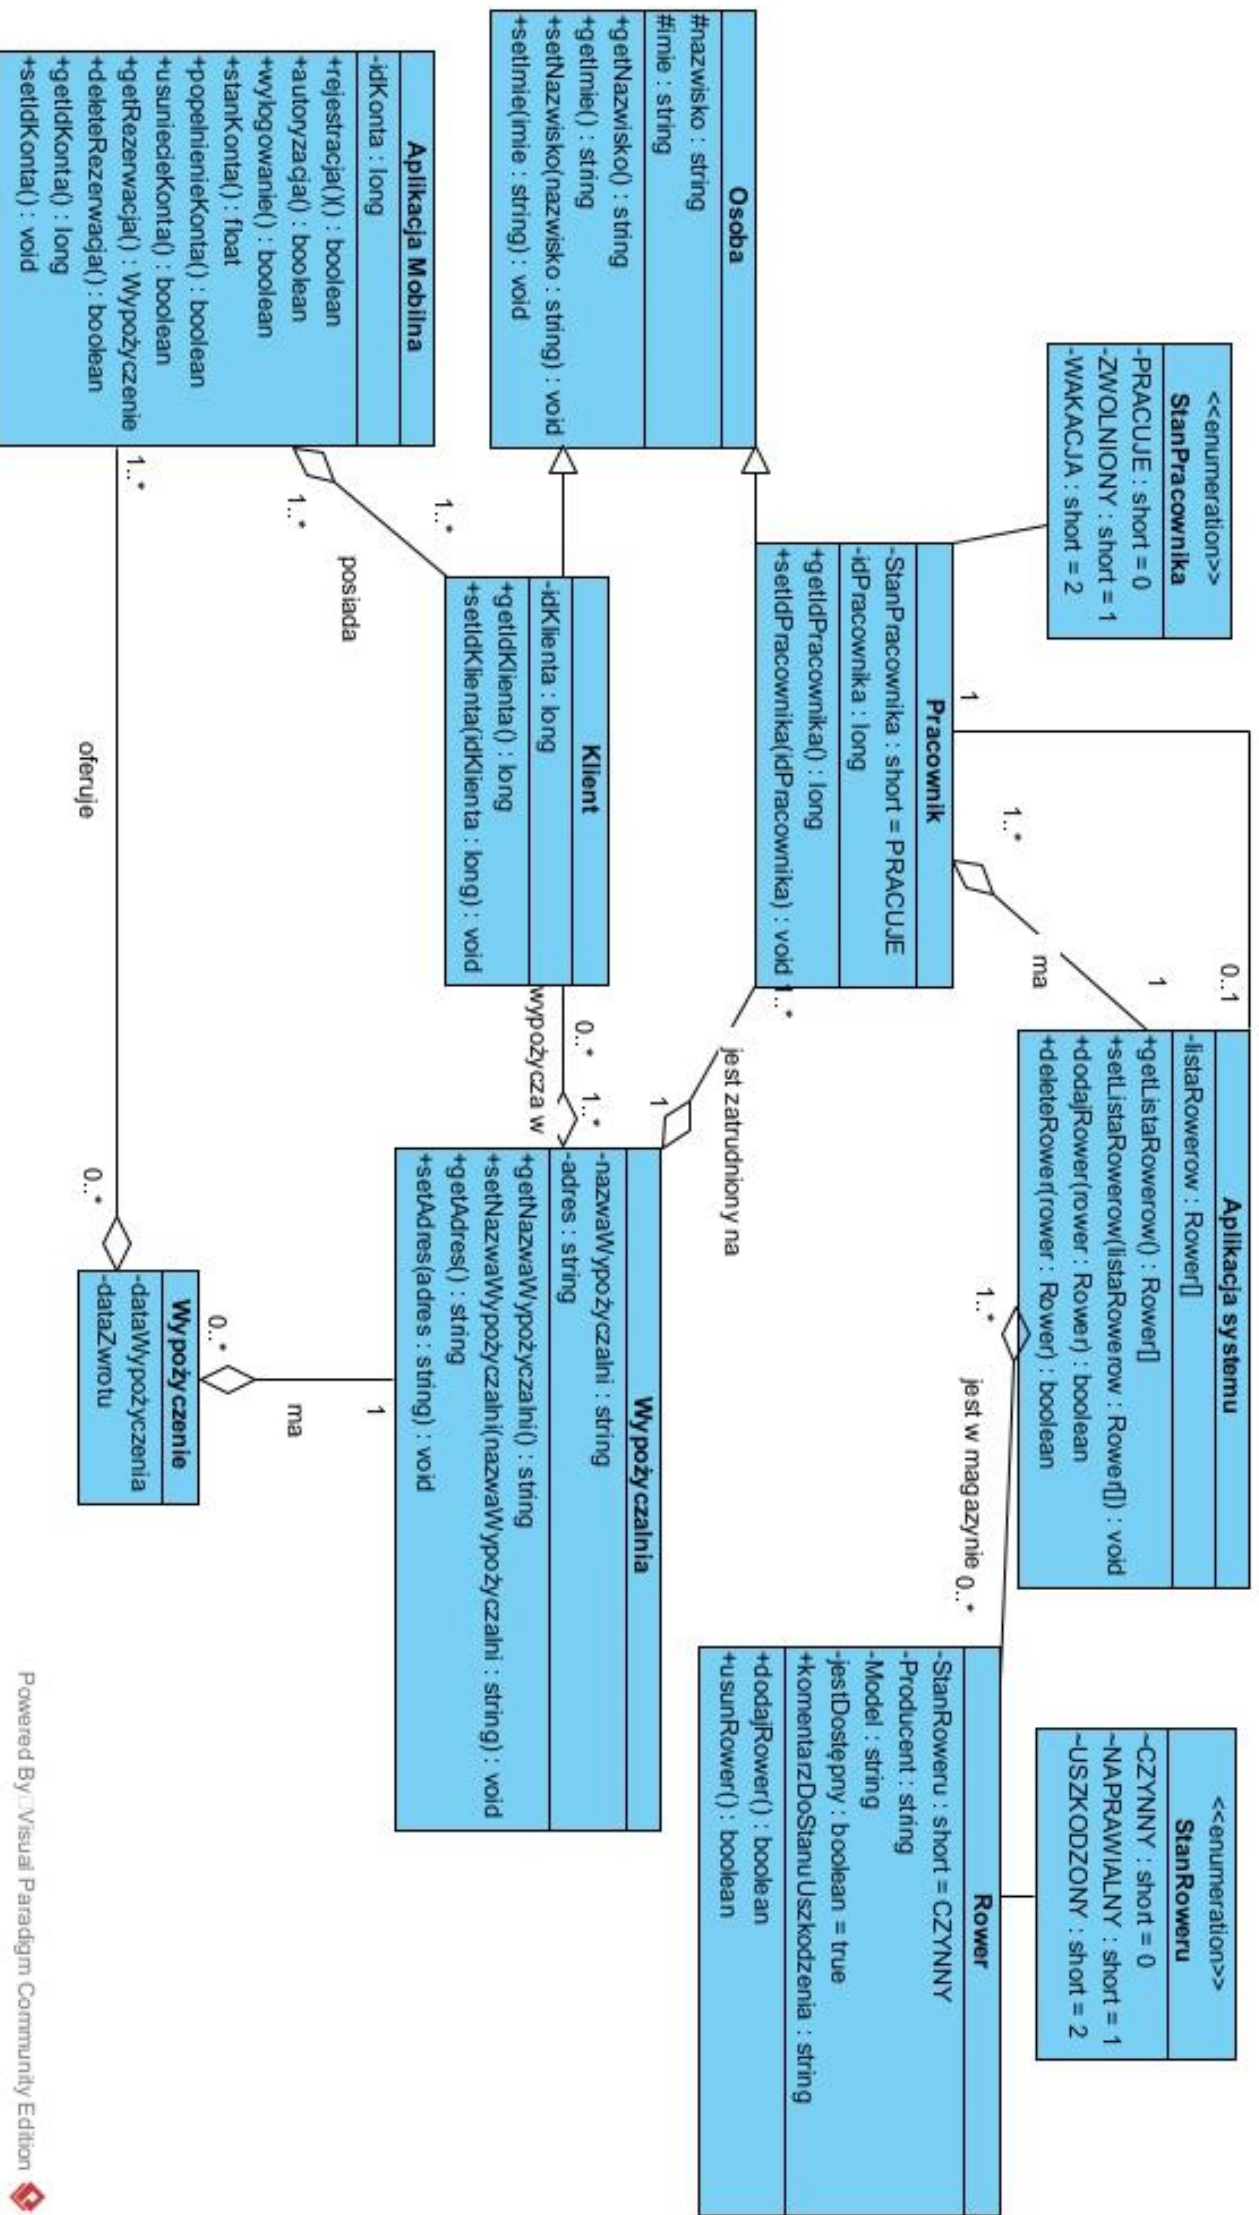 <<enumeration>>
StanPracownika
-PRACUJE : short = 0
-ZWOLNIONY : short = 1
-WAKACJA : short = 2
Osoba
#nazwisko : string
#imie : string
+getNazwisko() : string
+getImie() : string
+setNazwisko(nazwisko : string) : void
+setImie(imie : string) : void
Pracownik
-StanPracownika : short = PRACUJE
-idPracownika : long
+getIdPracownika() : long
+setIdPracownika(idPracownika) : void
1
0..1
1..*
ma
1
Aplikacja systemu
-listaRowerow : Rower[]
+getListaRowerow() : Rower[]
+setListaRowerow(listaRowerow : Rower[]) : void
+dodajRower(rower : Rower) : boolean
+deleteRower(rower : Rower) : boolean
1..*
jest w magazynie
0..*
<<enumeration>>
StanRoweru
~CZYNNY : short = 0
~NAPRAWIALNY : short = 1
~USZKODZONY : short = 2
Rower
-StanRoweru : short = CZYNNY
-Producent : string
-Model : string
-jestDostępny : boolean = true
+komentarzDoStanuUszkodzenia : string
+dodajRower() : boolean
+usunRower() : boolean
1..*
jest zatrudniony na
1
Klient
-idKlienta : long
+getIdKlienta() : long
+setIdKlienta(idKlienta : long) : void
0..*
1..*
wypożycza w
Wypożyczalnia
-nazwaWypożyczalni : string
-adres : string
+getNazwaWypożyczalni() : string
+setNazwaWypożyczalni(nazwaWypożyczalni : string) : void
+getAdres() : string
+setAdres(adres : string) : void
Aplikacja Mobilna
-idKonta : long
+rejestracja()() : boolean
+autoryzacja() : boolean
+wylogowanie() : boolean
+stanKonta() : float
+popelnienieKonta() : boolean
+usuniecieKonta() : boolean
+getRezerwacja() : Wypożyczenie
+deleteRezerwacja() : boolean
+getIdKonta() : long
+setIdKonta() : void
1..*
1..*
posiada
1..*
oferuje
0..*
Wypożyczenie
-dataWypożyczenia
-dataZwrotu
0..*
ma
1
Powered By□Visual Paradigm Community Edition